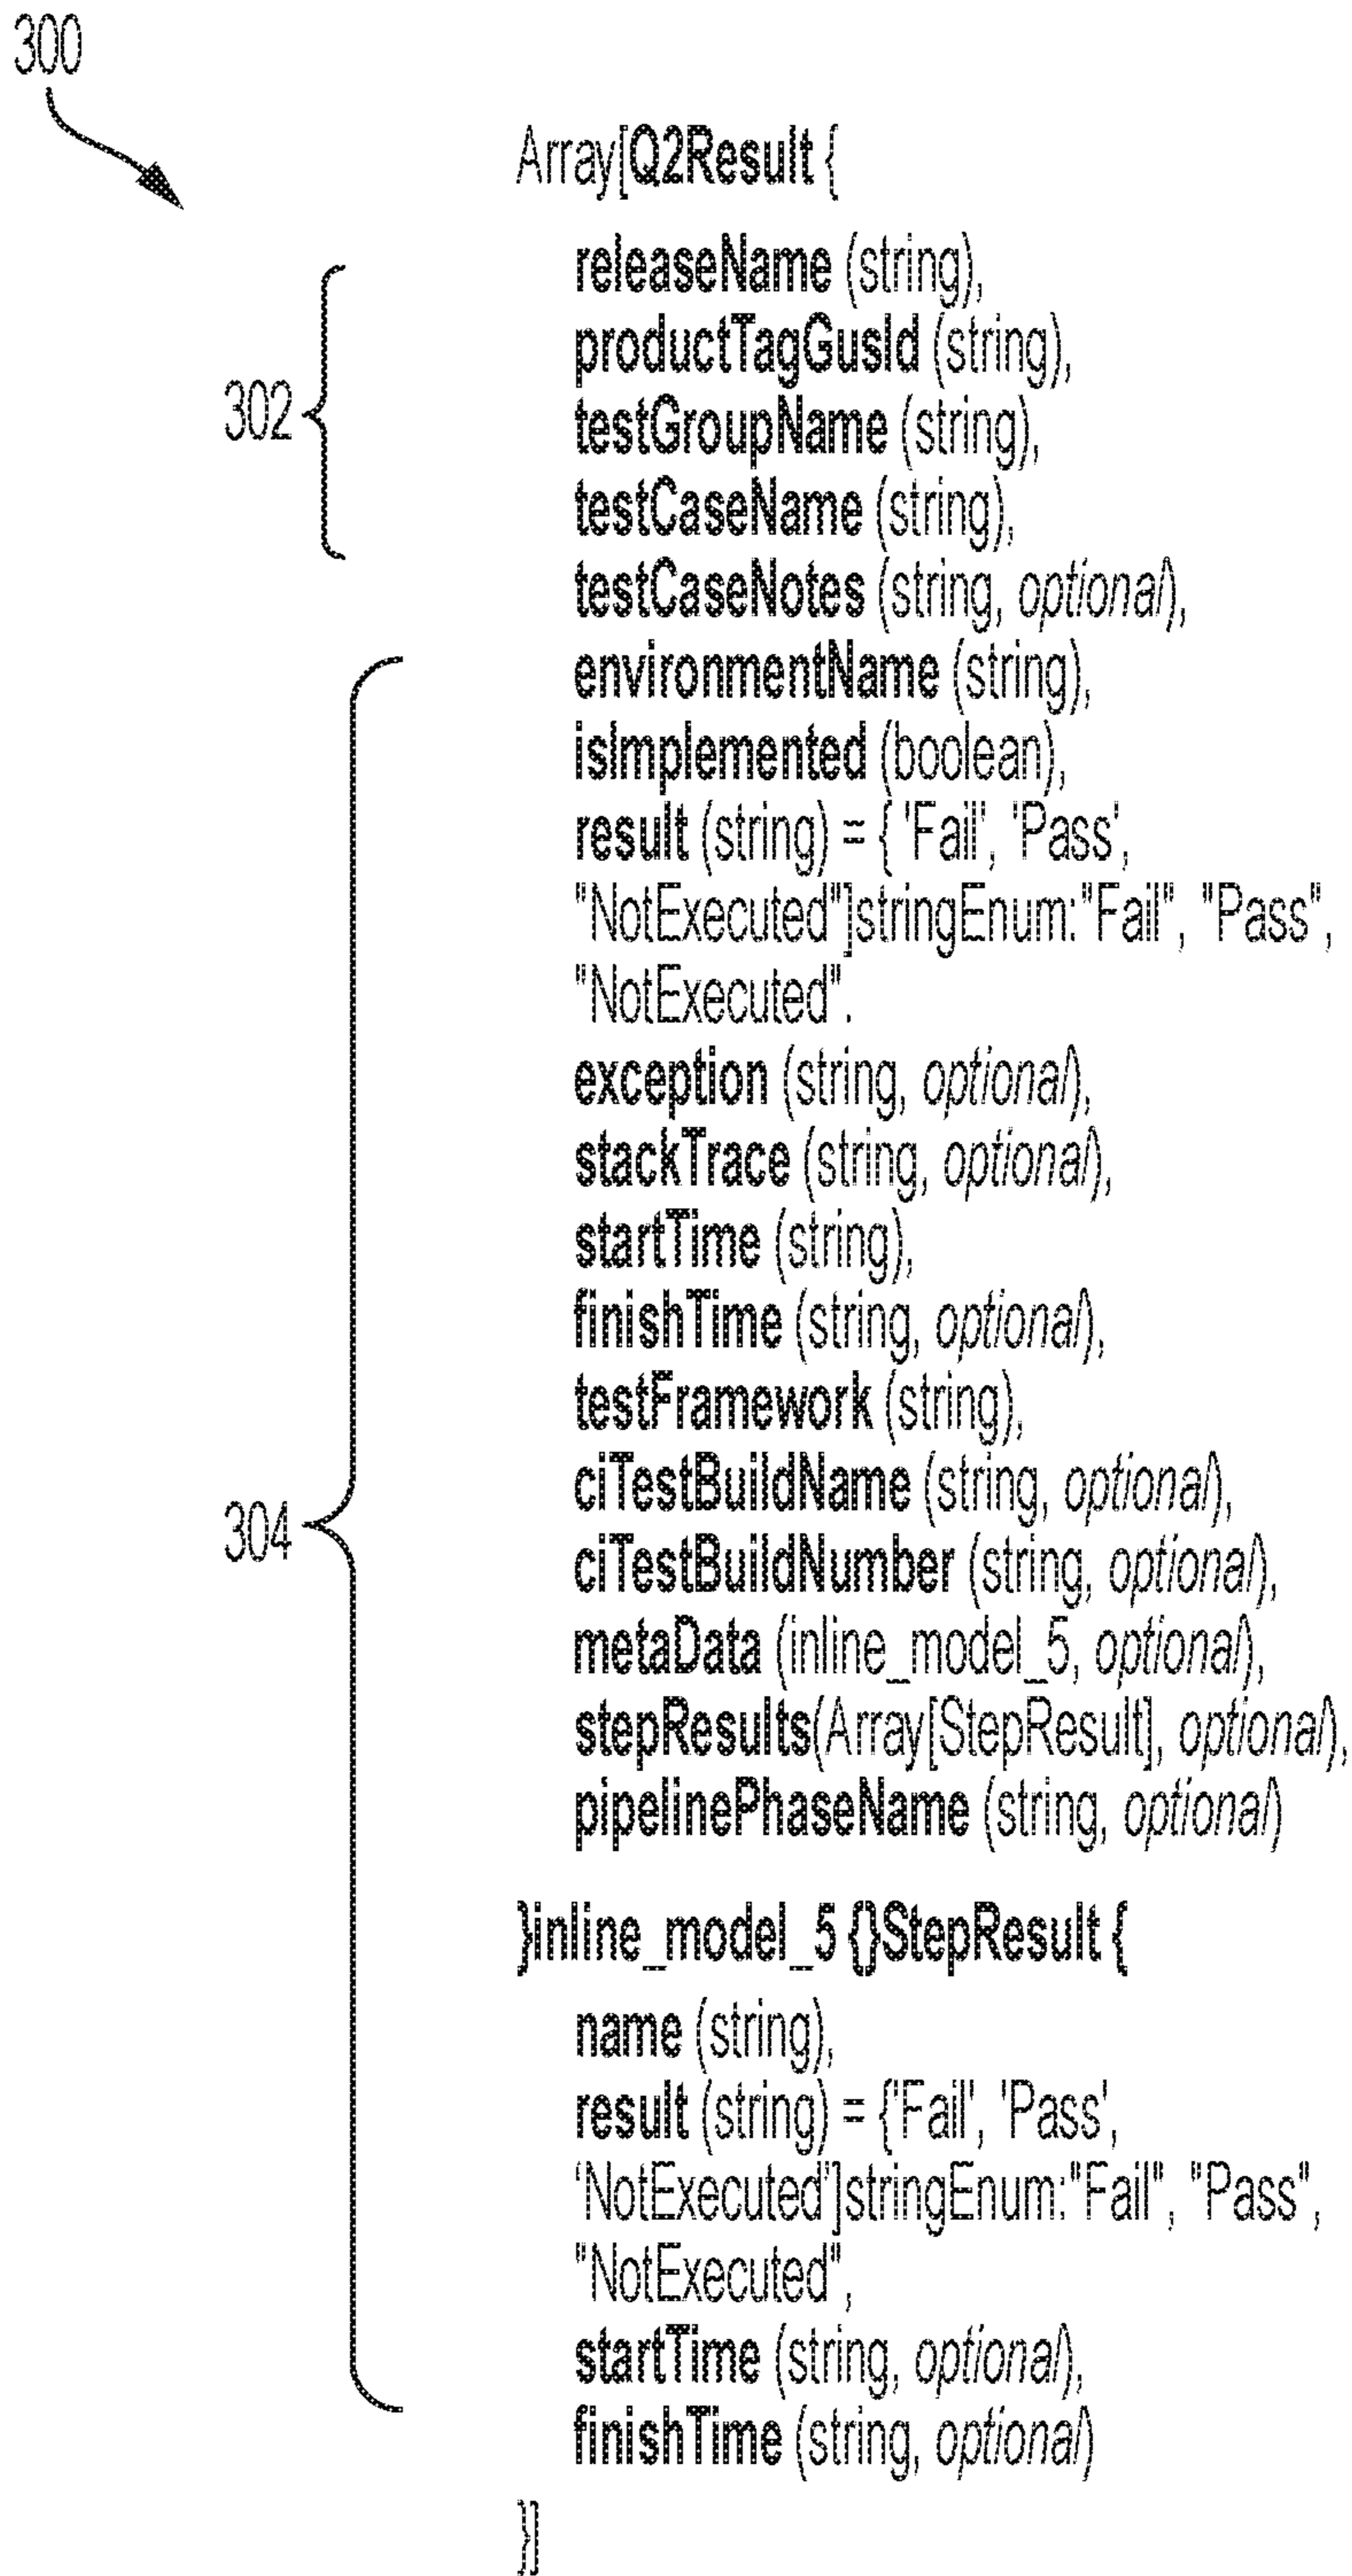 300
Array[Q2Result {
releaseName (string),
productTagGusId (string),
testGroupName (string),
302
testCaseName (string),
testCaseNotes (string, optional),
environmentName (string),
isImplemented (boolean),
result (string) = { 'Fail', 'Pass',
"NotExecuted"]stringEnum:"Fail", "Pass",
"NotExecuted".
exception (string, optional),
stackTrace (string, optional),
startTime (string),
finishTime (string, optional),
testFramework (string),
ciTestBuildName (string, optional),
304
ciTestBuildNumber (string, optional),
metaData (inline_model_5, optional),
stepResults(Array[StepResult], optional),
pipelinePhaseName (string, optional)
}inline_model_5 {}StepResult {
name (string),
result (string) = {'Fail', 'Pass',
'NotExecuted']stringEnum:"Fail", "Pass",
"NotExecuted",
startTime (string, optional),
finishTime (string, optional)
}]